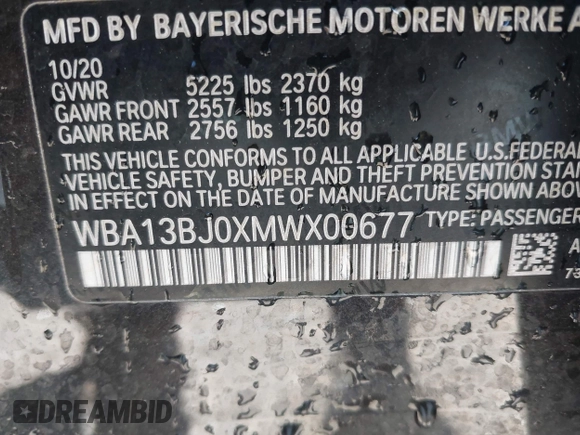 MFD BY BAYERISCHE MOTOREN WERKE A
10/20
GVWR 5225 lbs 2370 kg
GAWR FRONT 2557 lbs 1160 kg
GAWR REAR 2756 lbs 1250 kg
THIS VEHICLE CONFORMS TO ALL APPLICABLE U.S.FEDERAL
VEHICLE SAFETY, BUMPER AND THEFT PREVENTION STAN
IN EFFECT ON THE DATE OF MANUFACTURE SHOWN ABOVE.
WBA13BJ0XMWX00677 TYPE: PASSENGER
DREAMBID